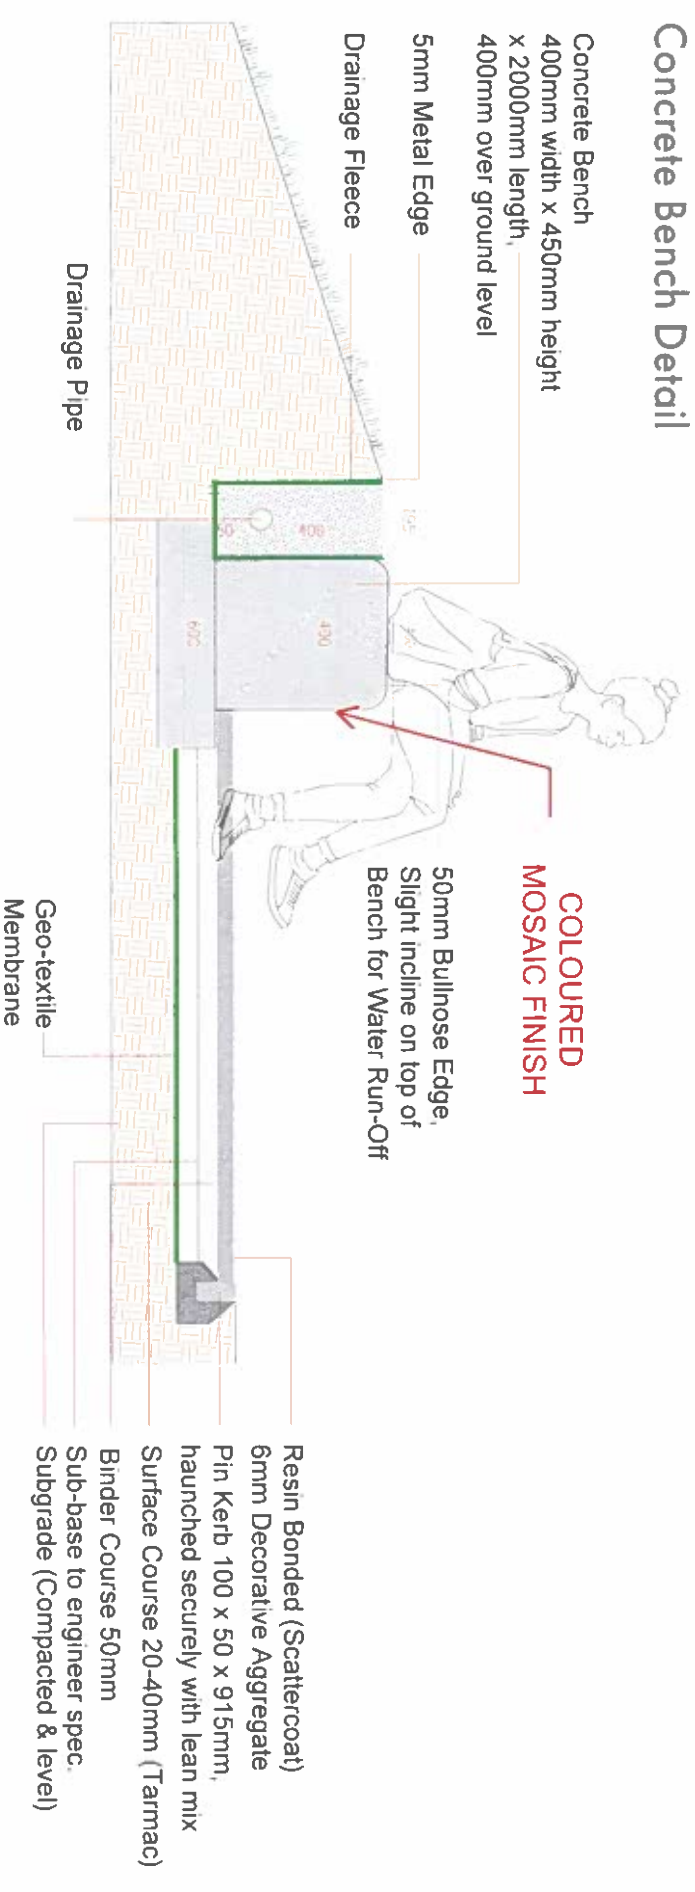 Concrete Bench Detail
Concrete Bench
400mm width x 450mm height
x 2000mm length,
400mm over ground level
5mm Metal Edge
Drainage Fleece
Drainage Pipe
COLOURED
MOSAIC FINISH
50mm Bullnose Edge,
Slight incline on top of
Bench for Water Run-Off
400
400
600
50
Geo-textile
Membrane
Resin Bonded (Scattercoat)
6mm Decorative Aggregate
Pin Kerb 100 x 50 x 915mm,
haunched securely with lean mix
Surface Course 20-40mm (Tarmac)
Binder Course 50mm
Sub-base to engineer spec.
Subgrade (Compacted & level)